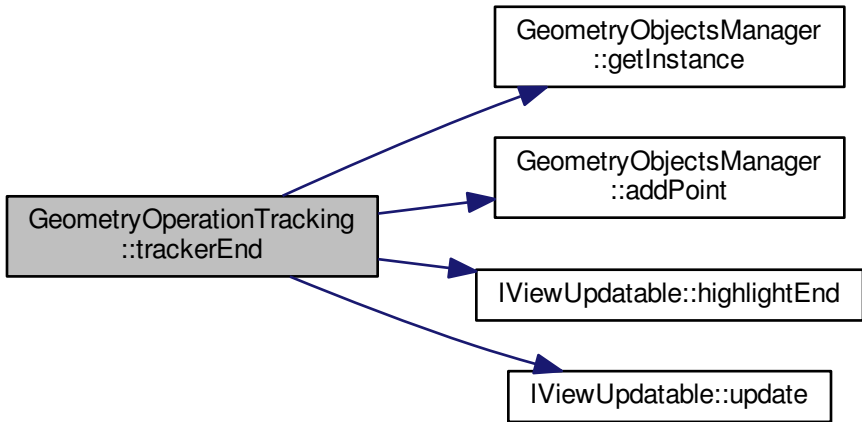 GeometryObjectsManager
::getInstance
GeometryObjectsManager
::addPoint
GeometryOperationTracking
::trackerEnd
IViewUpdatable::highlightEnd
IViewUpdatable::update